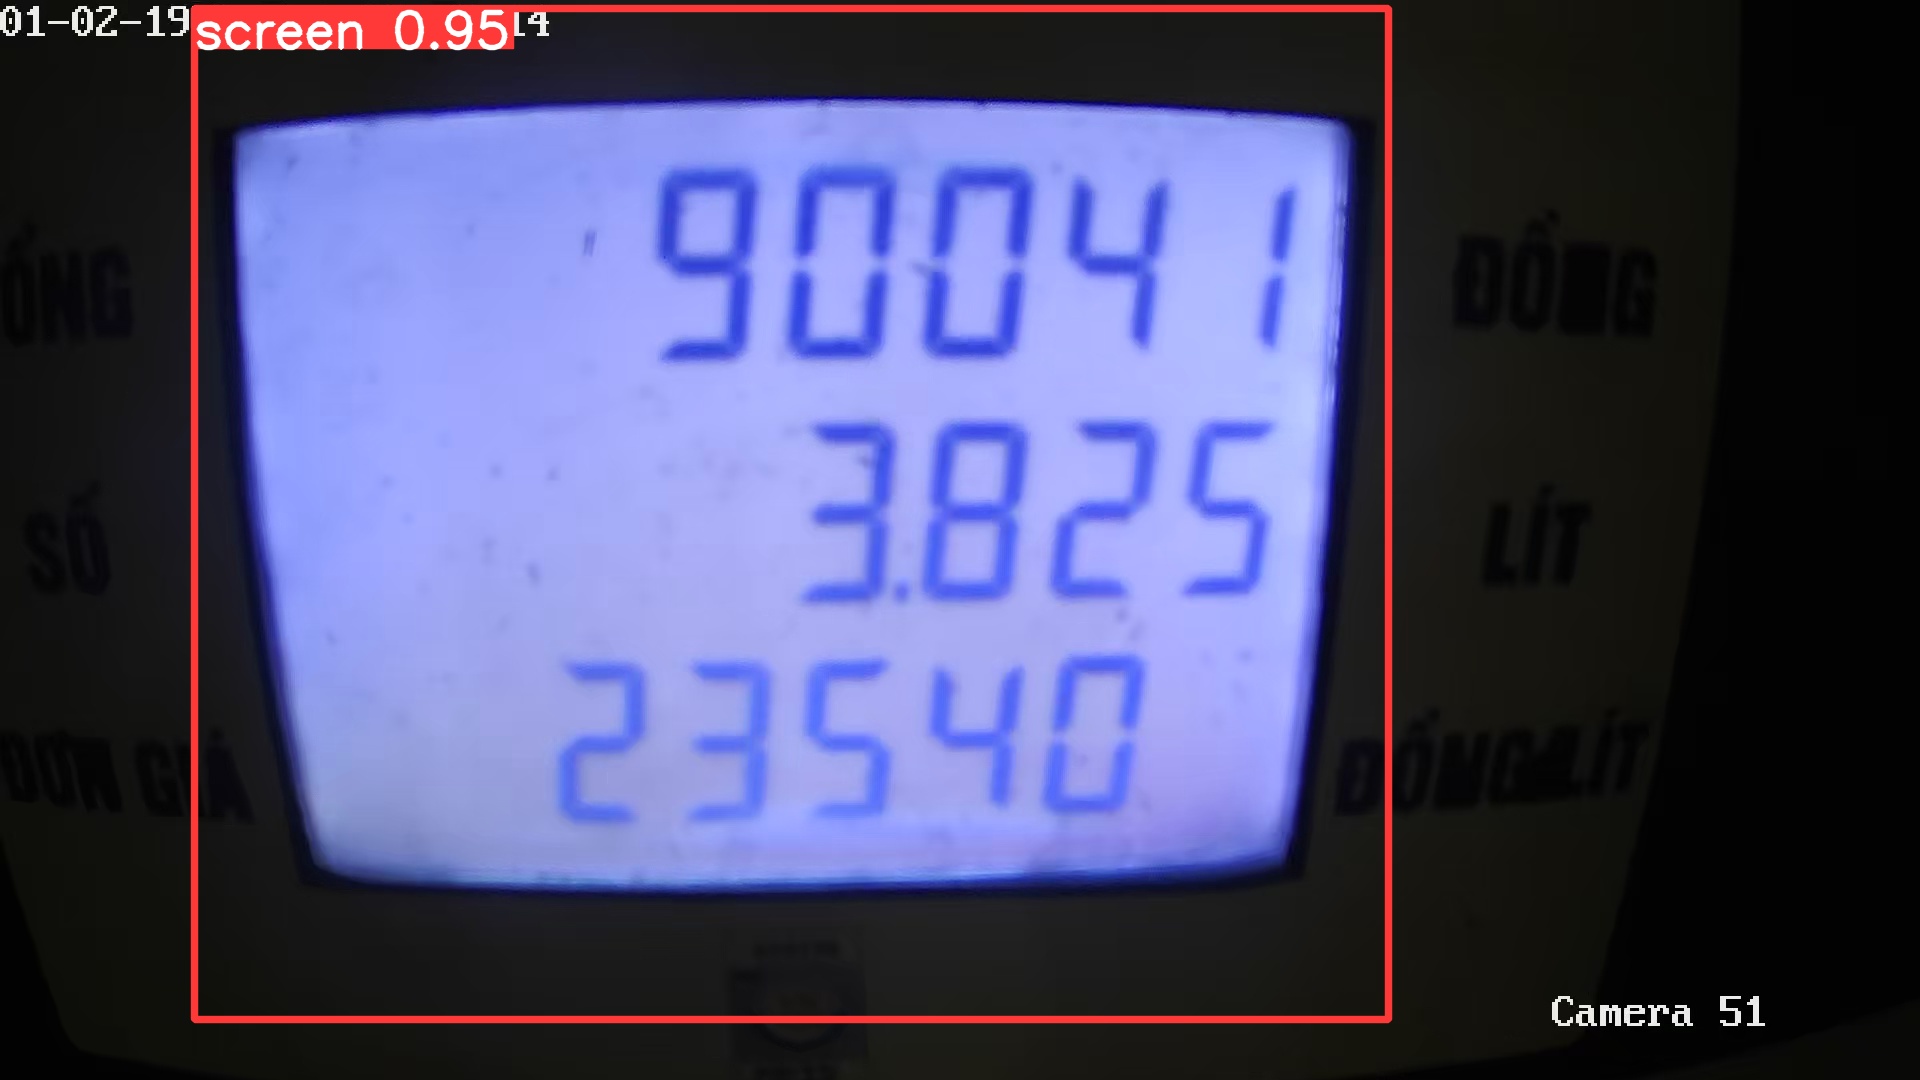 01-02-19
screen 0.95
14
90041
ĐỒNG
3.825
SỐ
LÍT
23540
ĐƠN GIÁ
ĐỒNG/LÍT
Camera 51